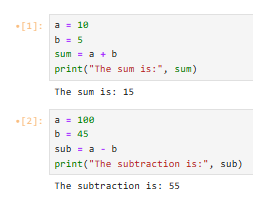 [1]: a = 10
b = 5
sum = a + b
print("The sum is:", sum)
The sum is: 15
[2]: a = 100
b = 45
sub = a - b
print("The subtraction is:", sub)
The subtraction is: 55